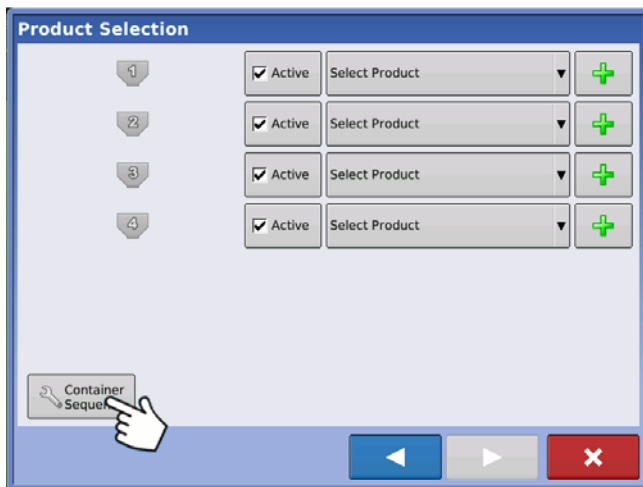 Product Selection
1 Active Select Product
2 Active Select Product
3 Active Select Product
4 Active Select Product
Container